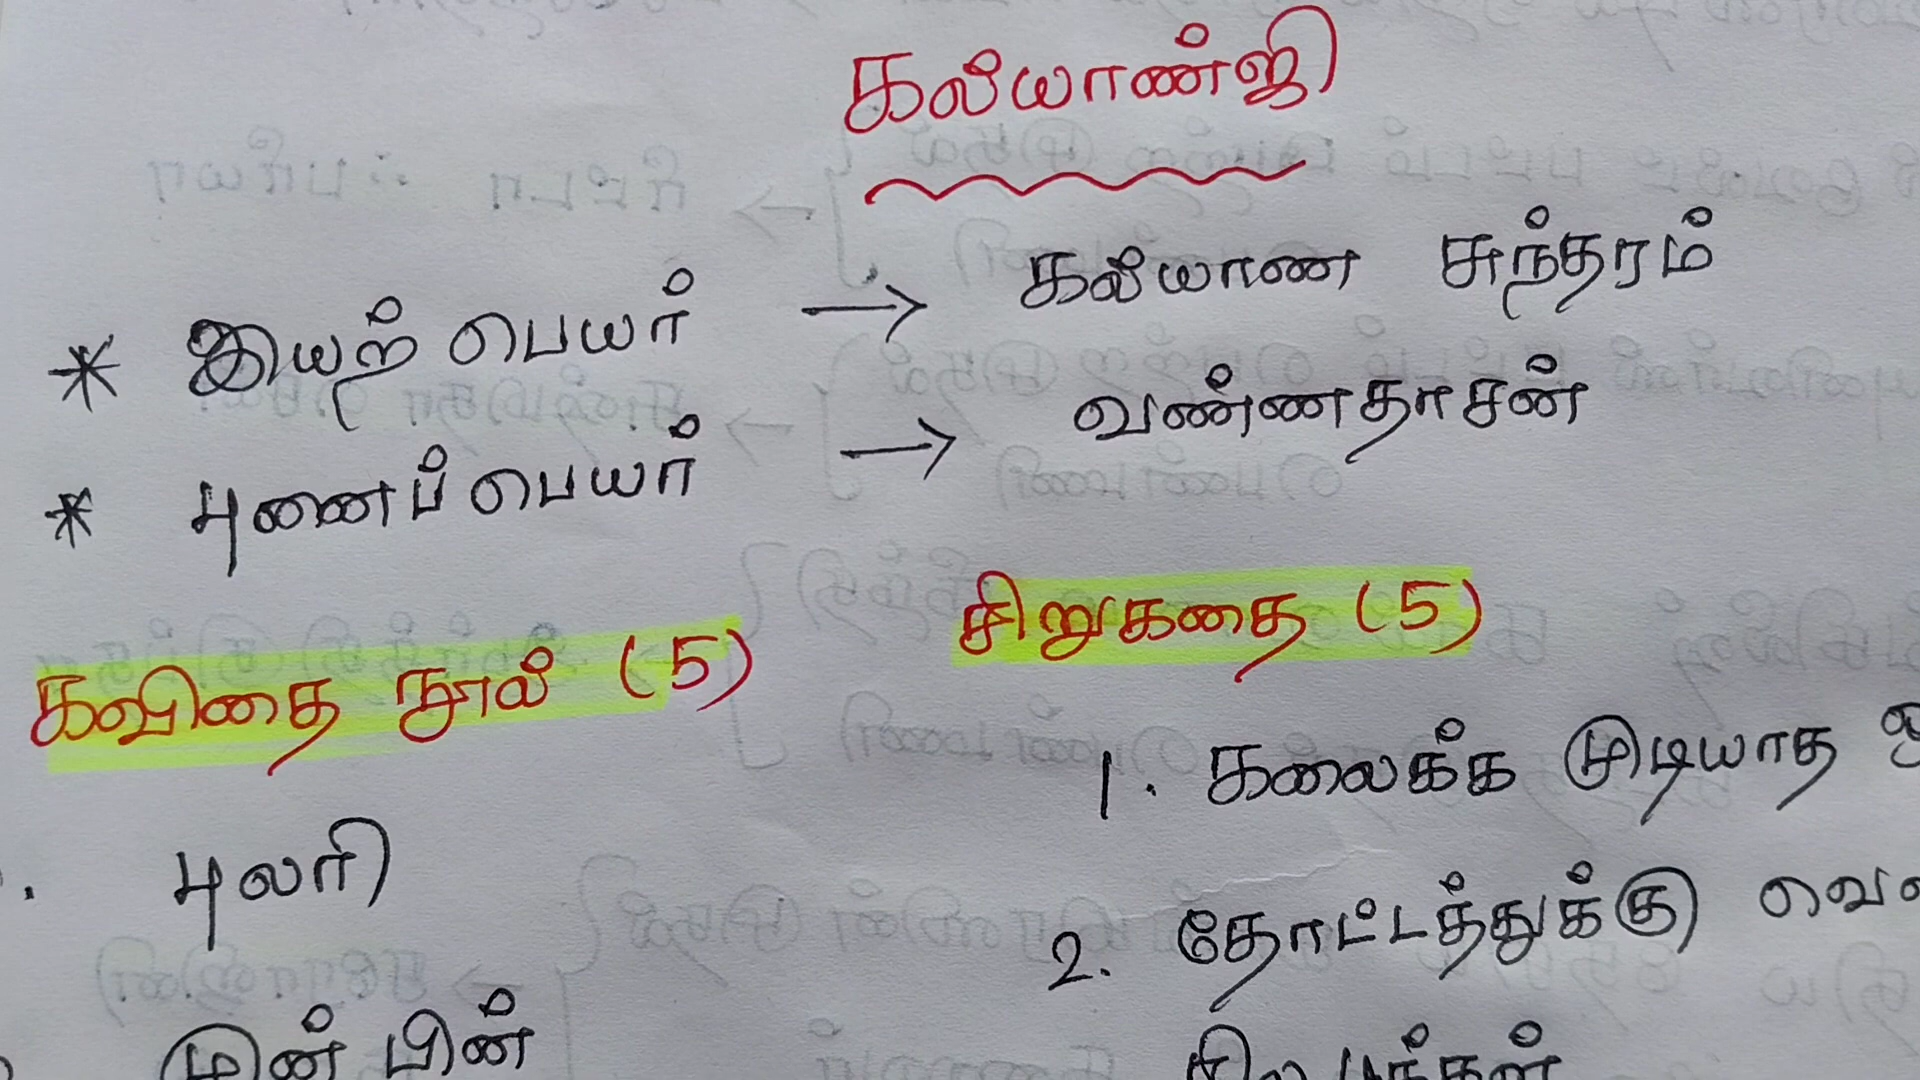 கல்யாண்ஜி
* இயற் பெயர் → கல்யாண சுந்தரம்
* புனைப் பெயர் → வண்ணதாசன்
கவிதை நூல் (5)
சிறுகதை (5)
புலரி
முன் பின்
1. கலைக்க முடியாத
2. தோட்டத்துக்கு